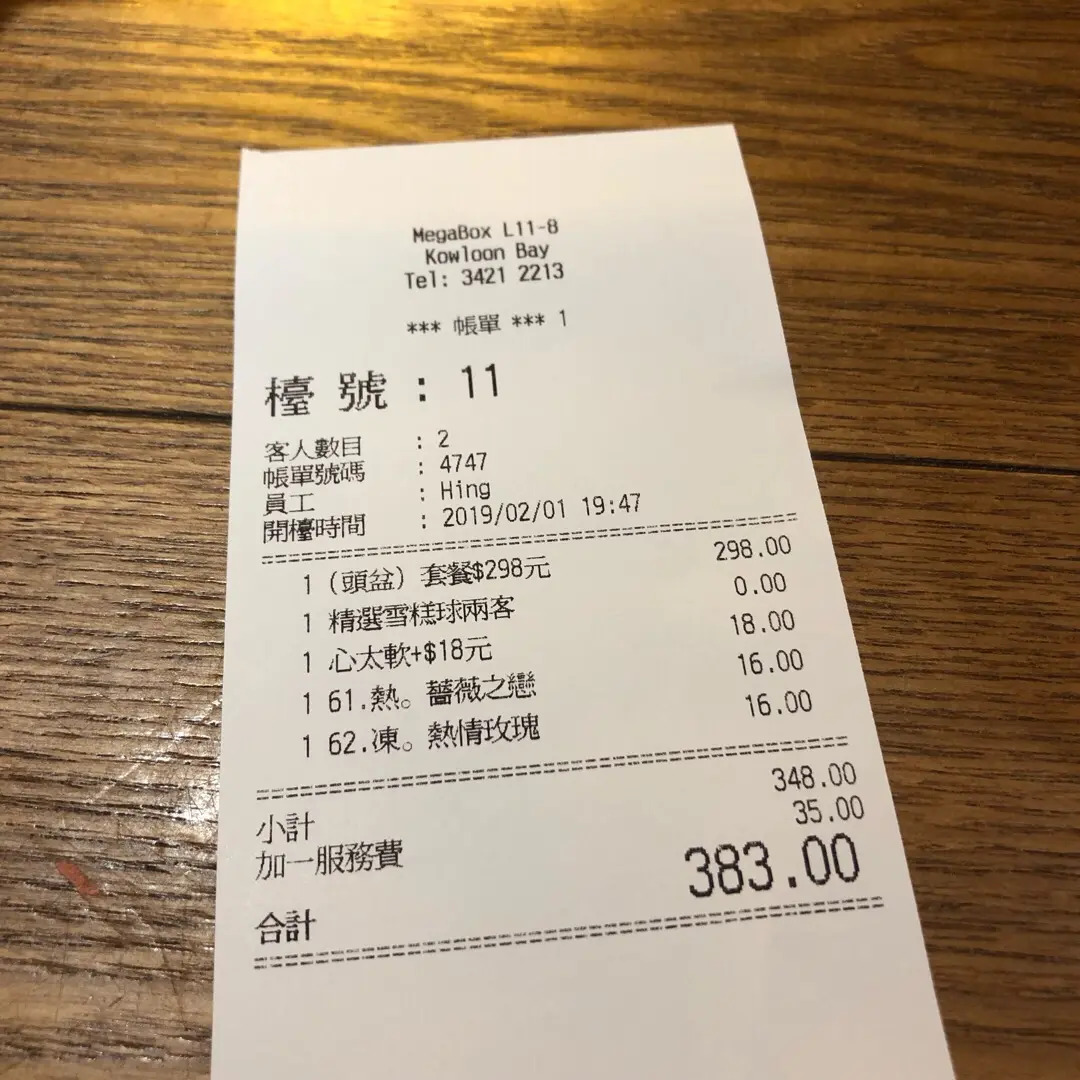 MegaBox L11-8
Kowloon Bay
Tel: 3421 2213
*** 帳單 *** 1
檯號 : 11
客人數目 : 2
帳單號碼 : 4747
員工 : Hing
開檯時間 : 2019/02/01 19:47
1 (頭盆) 套餐$298元 298.00
1 精選雪糕球兩客 0.00
1 心太軟+$18元 18.00
1 61.熱。薔薇之戀 16.00
1 62.凍。熱情玫瑰 16.00
小計 348.00
加一服務費 35.00
合計 383.00